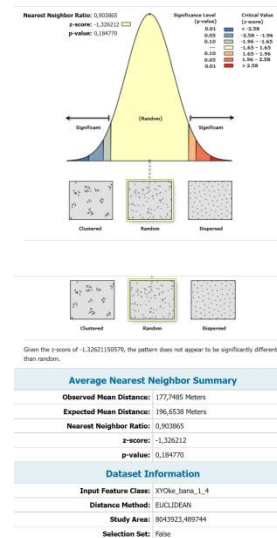 Nearest Neighbor Ratio: 0,903865
z-score: -1,326212
p-value: 0,184770
Significance Level (p-value)
Critical Value (z-score)
0.01 < -2.58
0.05 -2.58 - -1.96
0.10 -1.96 - -1.65
— -1.65 - 1.65
0.10 1.65 - 1.96
0.05 1.96 - 2.58
0.01 > 2.58
(Random)
Significant
Significant
Clustered
Random
Dispersed
Clustered
Random
Dispersed
Given the z-score of -1.32621150579, the pattern does not appear to be significantly different
than random.
Average Nearest Neighbor Summary
Observed Mean Distance: 177,7485 Meters
Expected Mean Distance: 196,6538 Meters
Nearest Neighbor Ratio: 0,903865
z-score: -1,326212
p-value: 0,184770
Dataset Information
Input Feature Class: XYOke_bana_1_4
Distance Method: EUCLIDEAN
Study Area: 8043923,489744
Selection Set: False